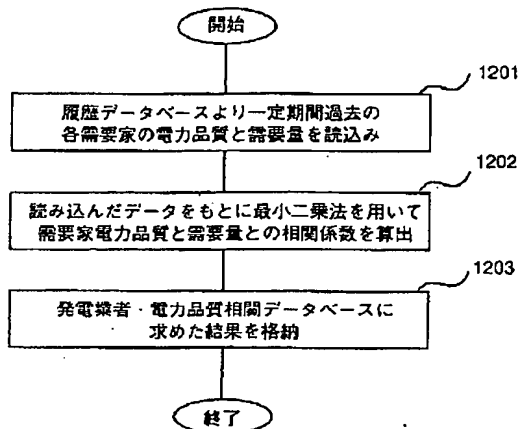 開始
1201
履歴データベースより一定期間過去の
各需要家の電力品質と需要量を読込み
1202
読み込んだデータをもとに最小二乗法を用いて
需要家電力品質と需要量との相関係数を算出
1203
発電業者・電力品質相関データベースに
求めた結果を格納
終了